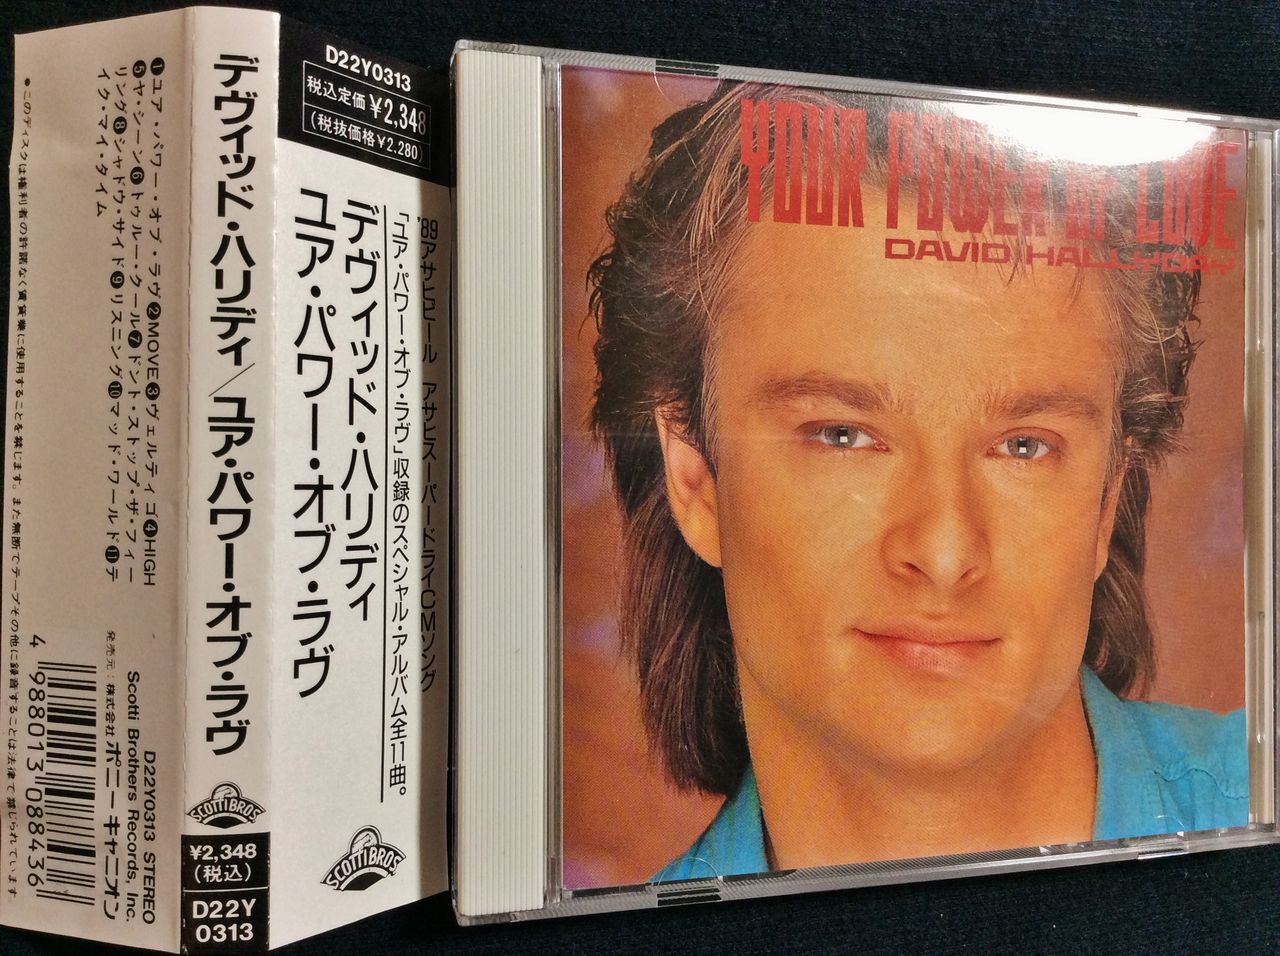 ●このディスクは権利者の許諾なく賃貸業に使用することを禁じます。また無断でテープその他に録音することは法律で禁じられています。
❶ユア・パワー・オブ・ラヴ❷MOVE❸ヴェルティゴ❹HIGH
❺ヤ・シーン❻トゥルー・クール❼ドント・ストップ・ザ・フィー
リング❽シャドウ・サイド❾リスニング❿マッド・ワールド⓫テ
イク・マイ・タイム
D22Y0313 STEREO
Scotti Brothers Records, Inc.
発売元：株式会社ポニーキャニオン
4 988013 088436
デヴィッド・ハリデイ／ユア・パワー・オブ・ラヴ
SCOTTI BROS
¥2,348
(税込)
D22Y
0313
D22Y0313
税込定価¥2,348
(税抜価格¥2,280)
'89アサヒビール アサヒスーパードライCMソング
「ユア・パワー・オブ・ラヴ」収録のスペシャル・アルバム全11曲。
デヴィッド・ハリデイ
ユア・パワー・オブ・ラヴ
SCOTTI BROS
YOUR POWER OF LOVE
DAVID HALLYDAY